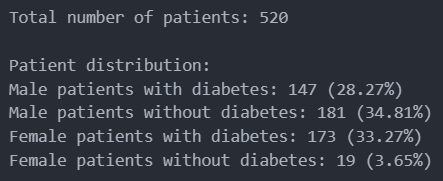 Total number of patients: 520
Patient distribution:
Male patients with diabetes: 147 (28.27%)
Male patients without diabetes: 181 (34.81%)
Female patients with diabetes: 173 (33.27%)
Female patients without diabetes: 19 (3.65%)